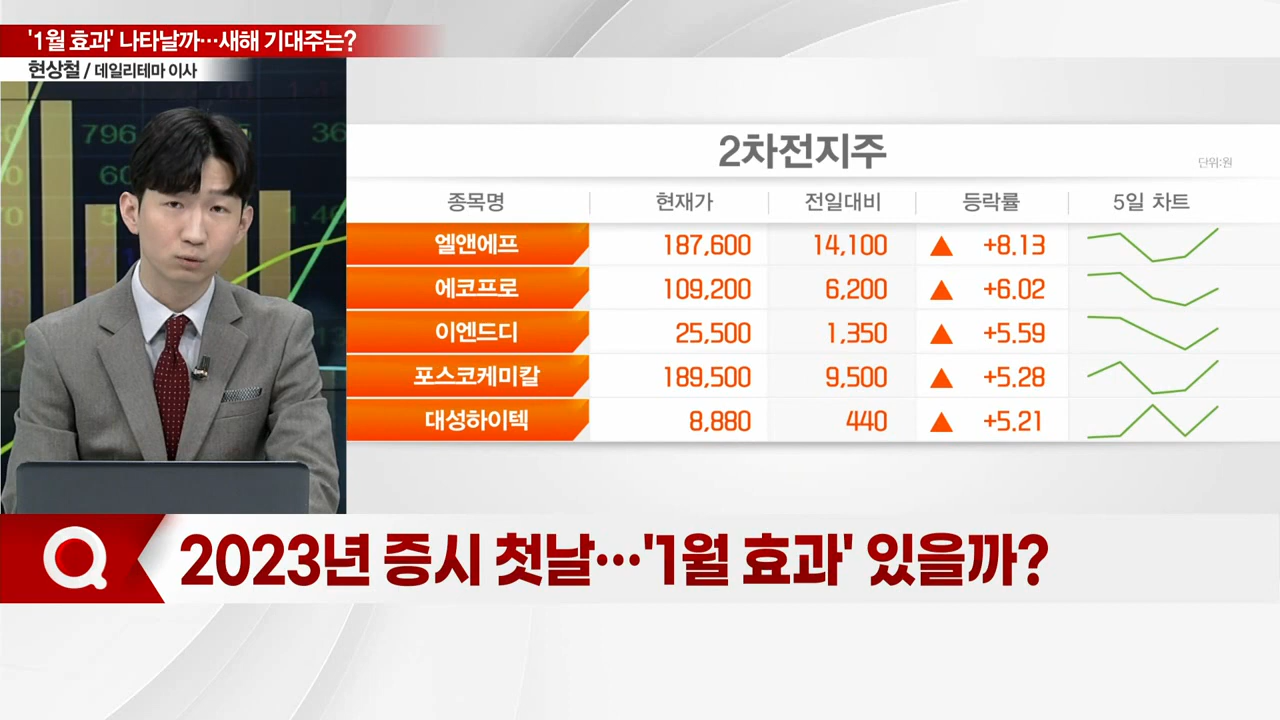 '1월 효과' 나타날까…새해 기대주는?
현상철 / 데일리테마 이사
796
2차전지주
단위:원
종목명 현재가 전일대비 등락률 5일 차트
엘앤에프 187,600 14,100 ▲ +8.13
에코프로 109,200 6,200 ▲ +6.02
이엔드디 25,500 1,350 ▲ +5.59
포스코케미칼 189,500 9,500 ▲ +5.28
대성하이텍 8,880 440 ▲ +5.21
Q 2023년 증시 첫날…'1월 효과' 있을까?